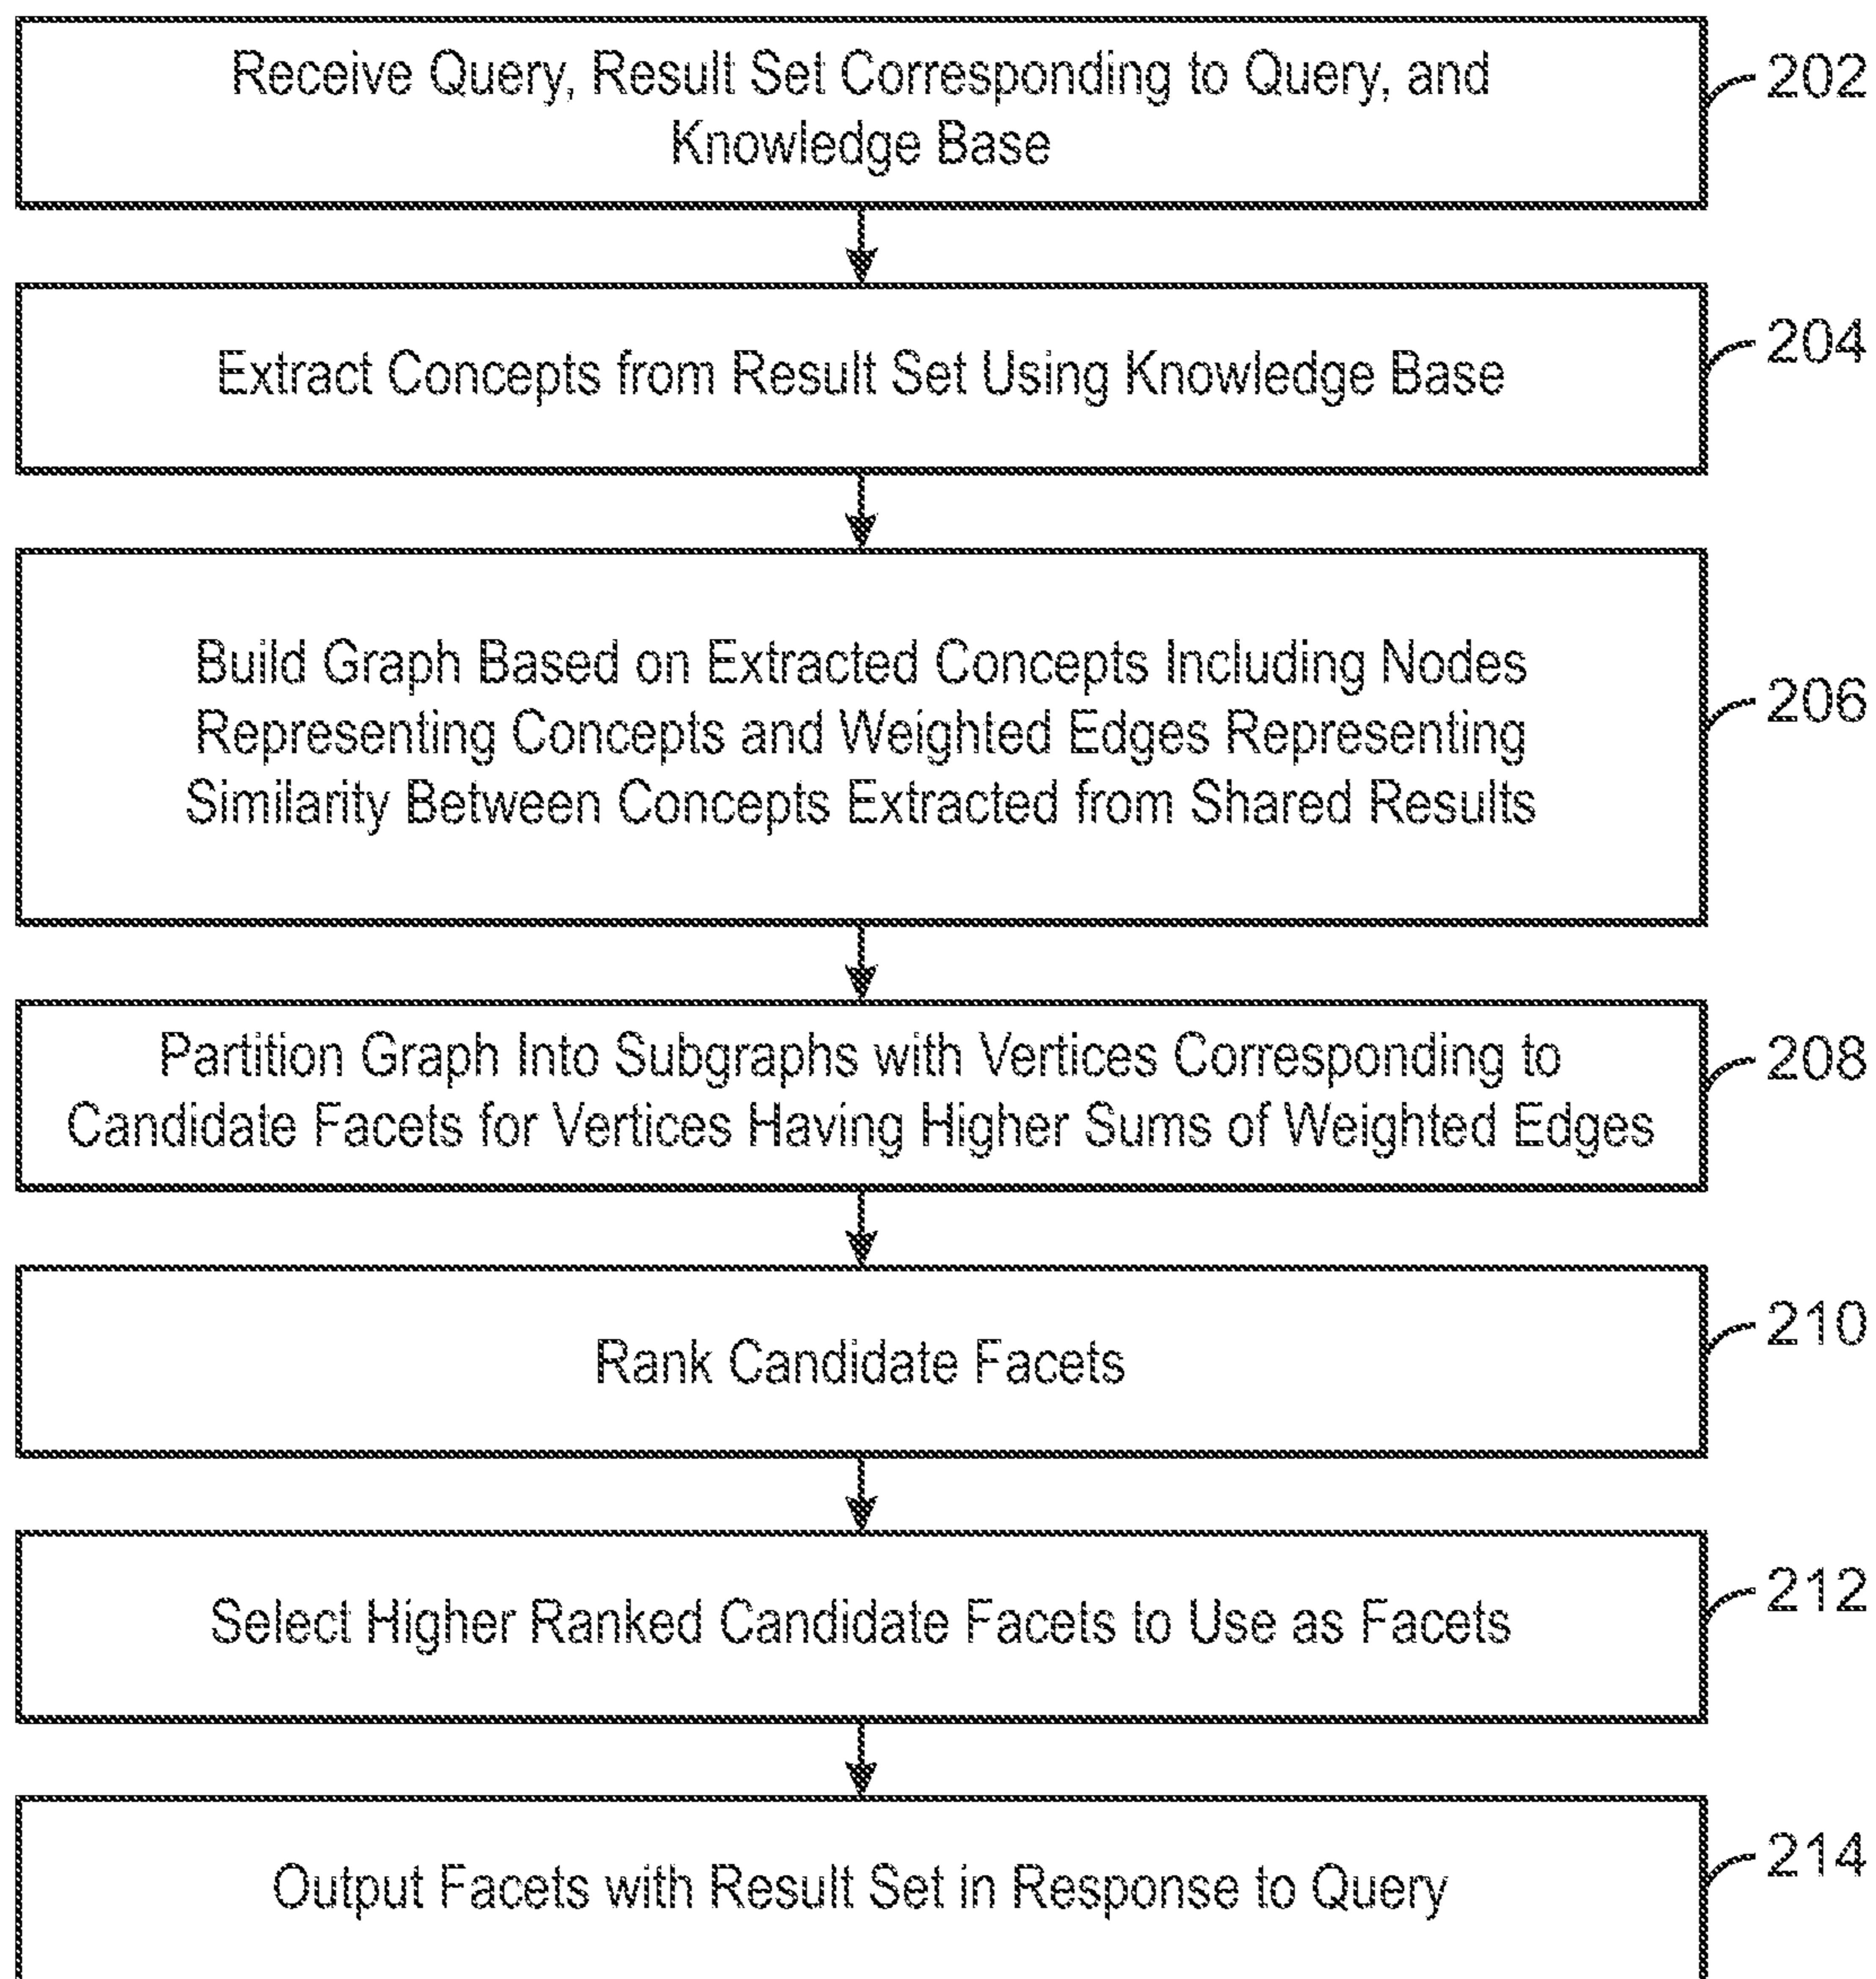 Receive Query, Result Set Corresponding to Query, and
Knowledge Base
202
Extract Concepts from Result Set Using Knowledge Base
204
Build Graph Based on Extracted Concepts Including Nodes
Representing Concepts and Weighted Edges Representing
Similarity Between Concepts Extracted from Shared Results
206
Partition Graph Into Subgraphs with Vertices Corresponding to
Candidate Facets for Vertices Having Higher Sums of Weighted Edges
208
Rank Candidate Facets
210
Select Higher Ranked Candidate Facets to Use as Facets
212
Output Facets with Result Set in Response to Query
214